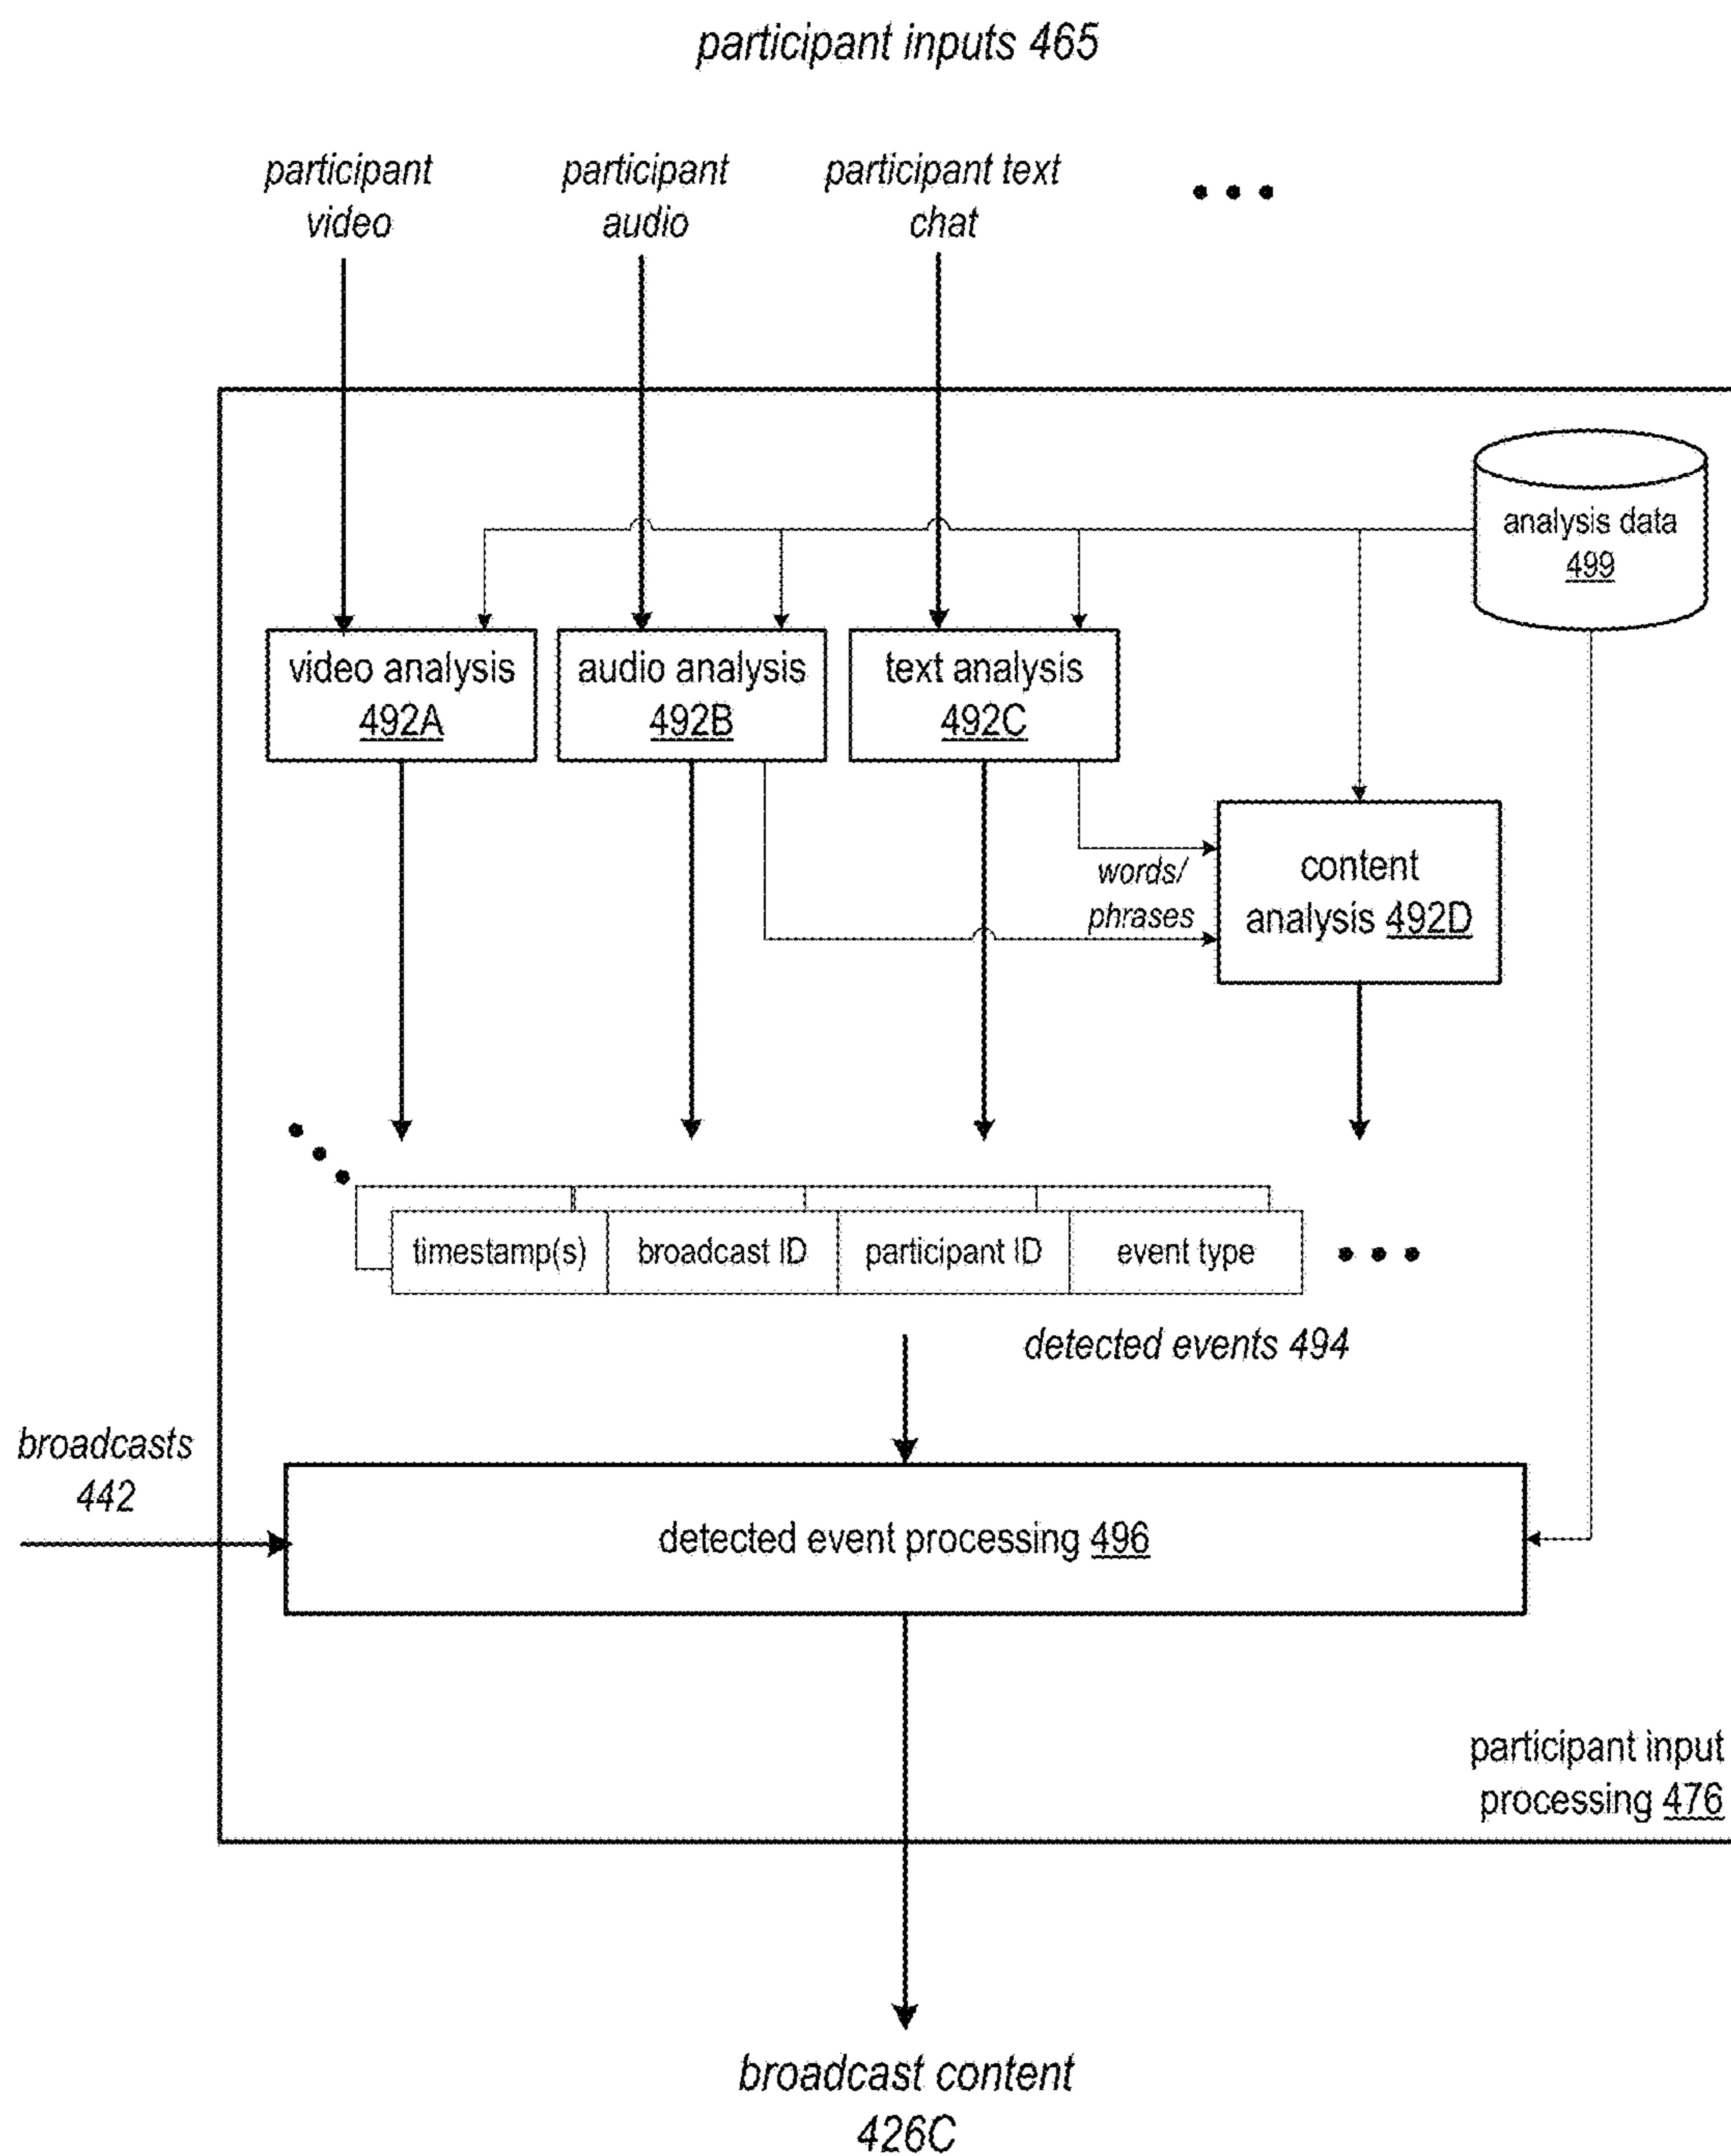 participant inputs 465
participant
video
participant
audio
participant text
chat
analysis data
499
video analysis
492A
audio analysis
492B
text analysis
492C
words/
phrases
content
analysis 492D
timestamp(s)
broadcast ID
participant ID
event type
detected events 494
broadcasts
442
detected event processing 496
participant input
processing 476
broadcast content
426C